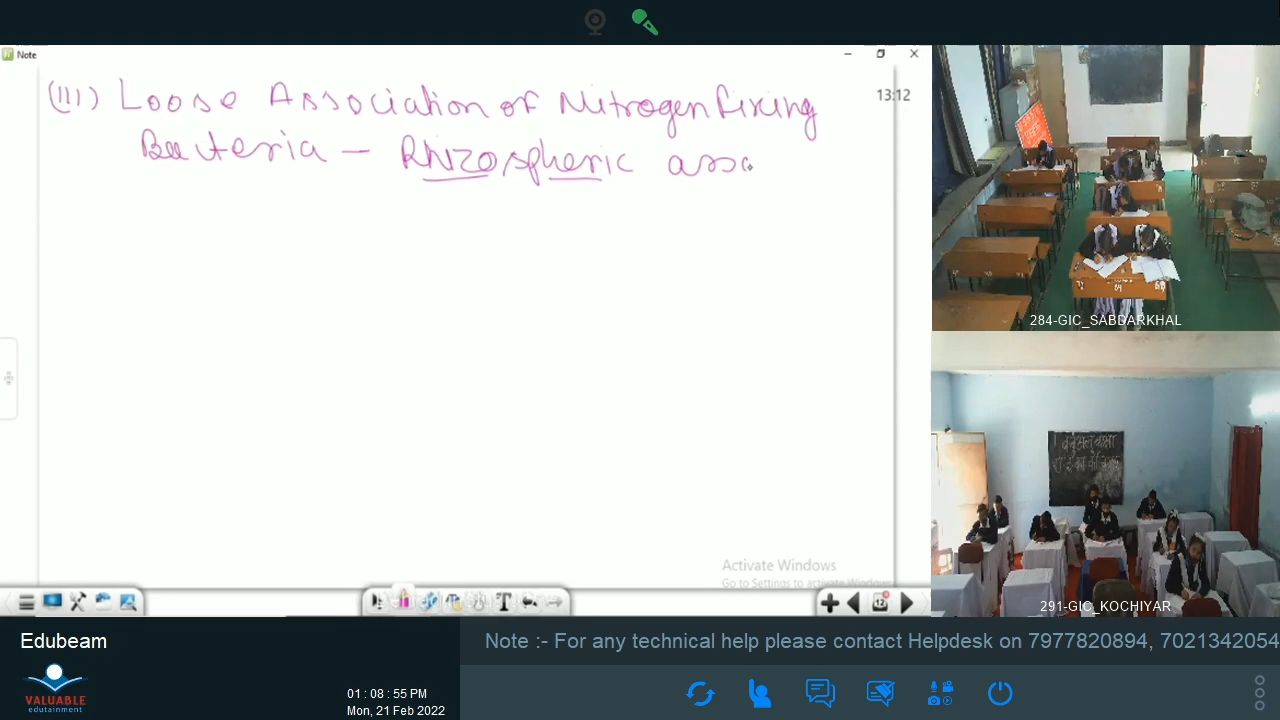 Note
13:12
(III) Loose Association of Nitrogen fixing
Bacteria - Rhizospheric asso
Activate Windows
Go to Settings to activate Windows
284-GIC_SABDARKHAL
291-GIC_KOCHIYAR
Edubeam
VALUABLE
edutainment
01 : 08 : 55 PM
Mon, 21 Feb 2022
Note :- For any technical help please contact Helpdesk on 7977820894, 7021342054